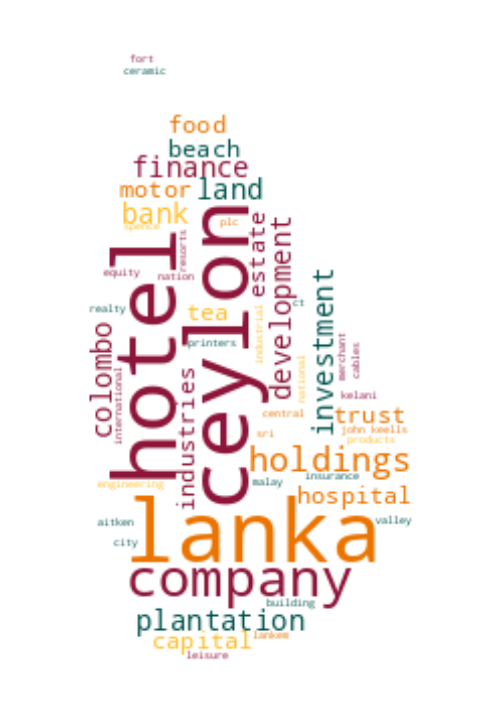 fort
ceramic
food
beach
finance
motor
land
bank
spence
plc
hotel
ceylon
resorts
estate
development
equity
nation
investment
realty
tea
ct
colombo
international
printers
industrial
industries
national
merchant
cables
kelani
central
trust
sri
john keells
products
holdings
engineering
malay
insurance
hospital
lanka
aitken
valley
city
company
building
plantation
capital
lankem
leisure